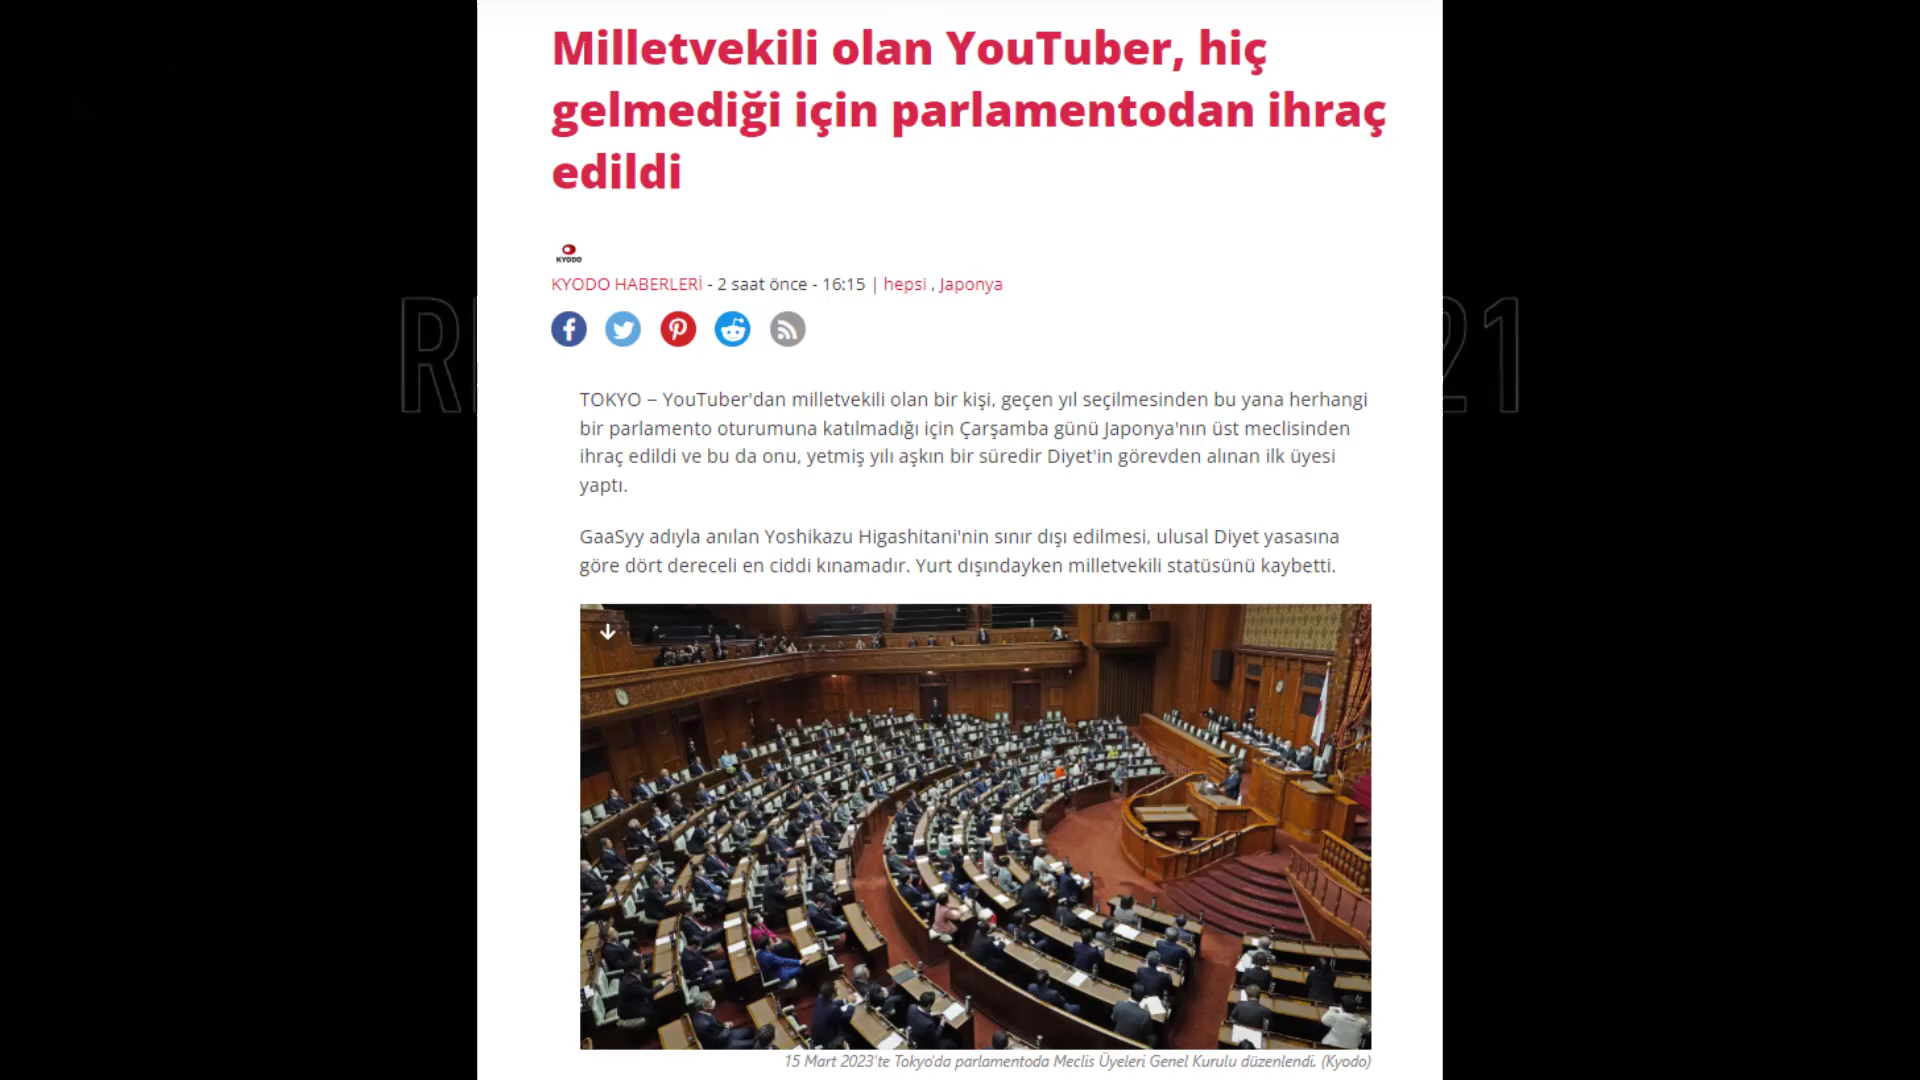 Milletvekili olan YouTuber, hiç
gelmediği için parlamentodan ihraç
edildi
KYODO
KYODO HABERLERİ - 2 saat önce - 16:15 | hepsi , Japonya
TOKYO – YouTuber'dan milletvekili olan bir kişi, geçen yıl seçilmesinden bu yana herhangi
bir parlamento oturumuna katılmadığı için Çarşamba günü Japonya'nın üst meclisinden
ihraç edildi ve bu da onu, yetmiş yılı aşkın bir süredir Diyet'in görevden alınan ilk üyesi
yaptı.
GaaSyy adıyla anılan Yoshikazu Higashitani'nin sınır dışı edilmesi, ulusal Diyet yasasına
göre dört dereceli en ciddi kınamadır. Yurt dışındayken milletvekili statüsünü kaybetti.
15 Mart 2023'te Tokyo'da parlamentoda Meclis Üyeleri Genel Kurulu düzenlendi. (Kyodo)